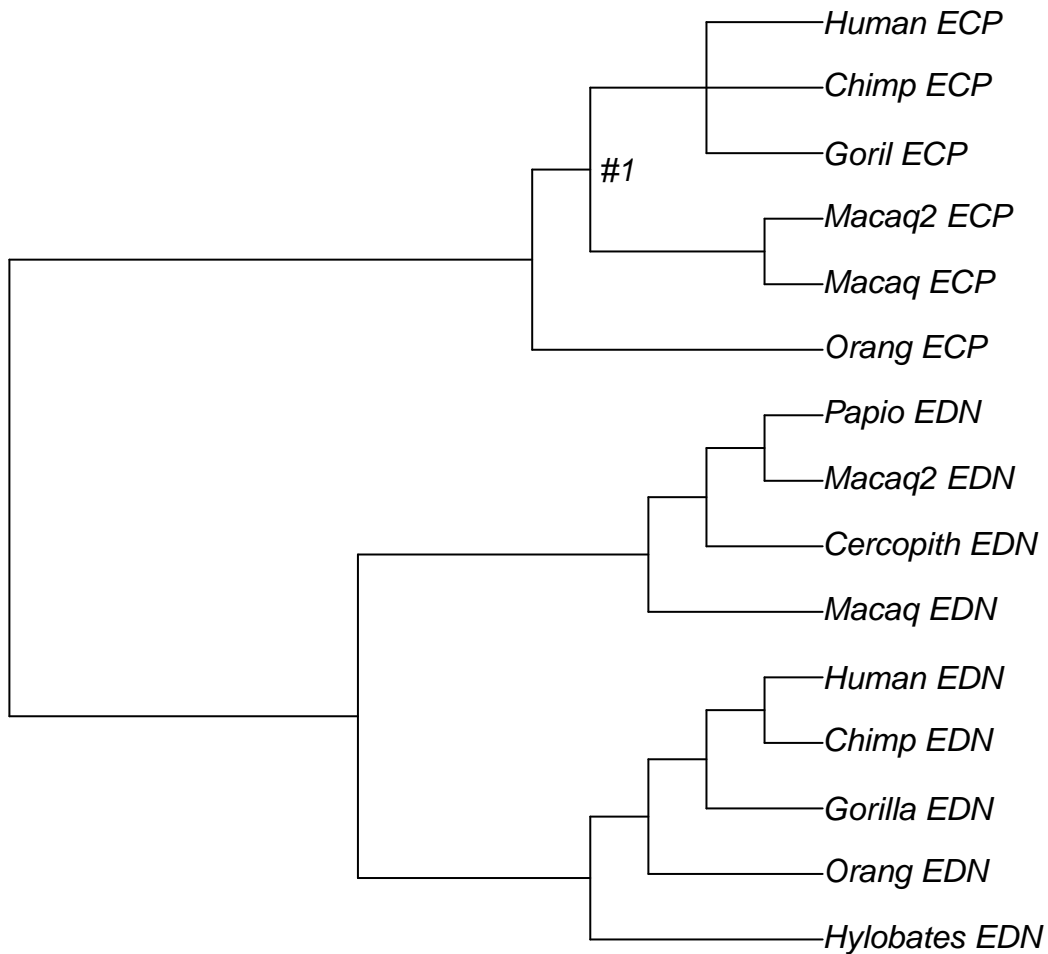 Human ECP
Chimp ECP
Goril ECP
#1
Macaq2 ECP
Macaq ECP
Orang ECP
Papio EDN
Macaq2 EDN
Cercopith EDN
Macaq EDN
Human EDN
Chimp EDN
Gorilla EDN
Orang EDN
Hylobates EDN